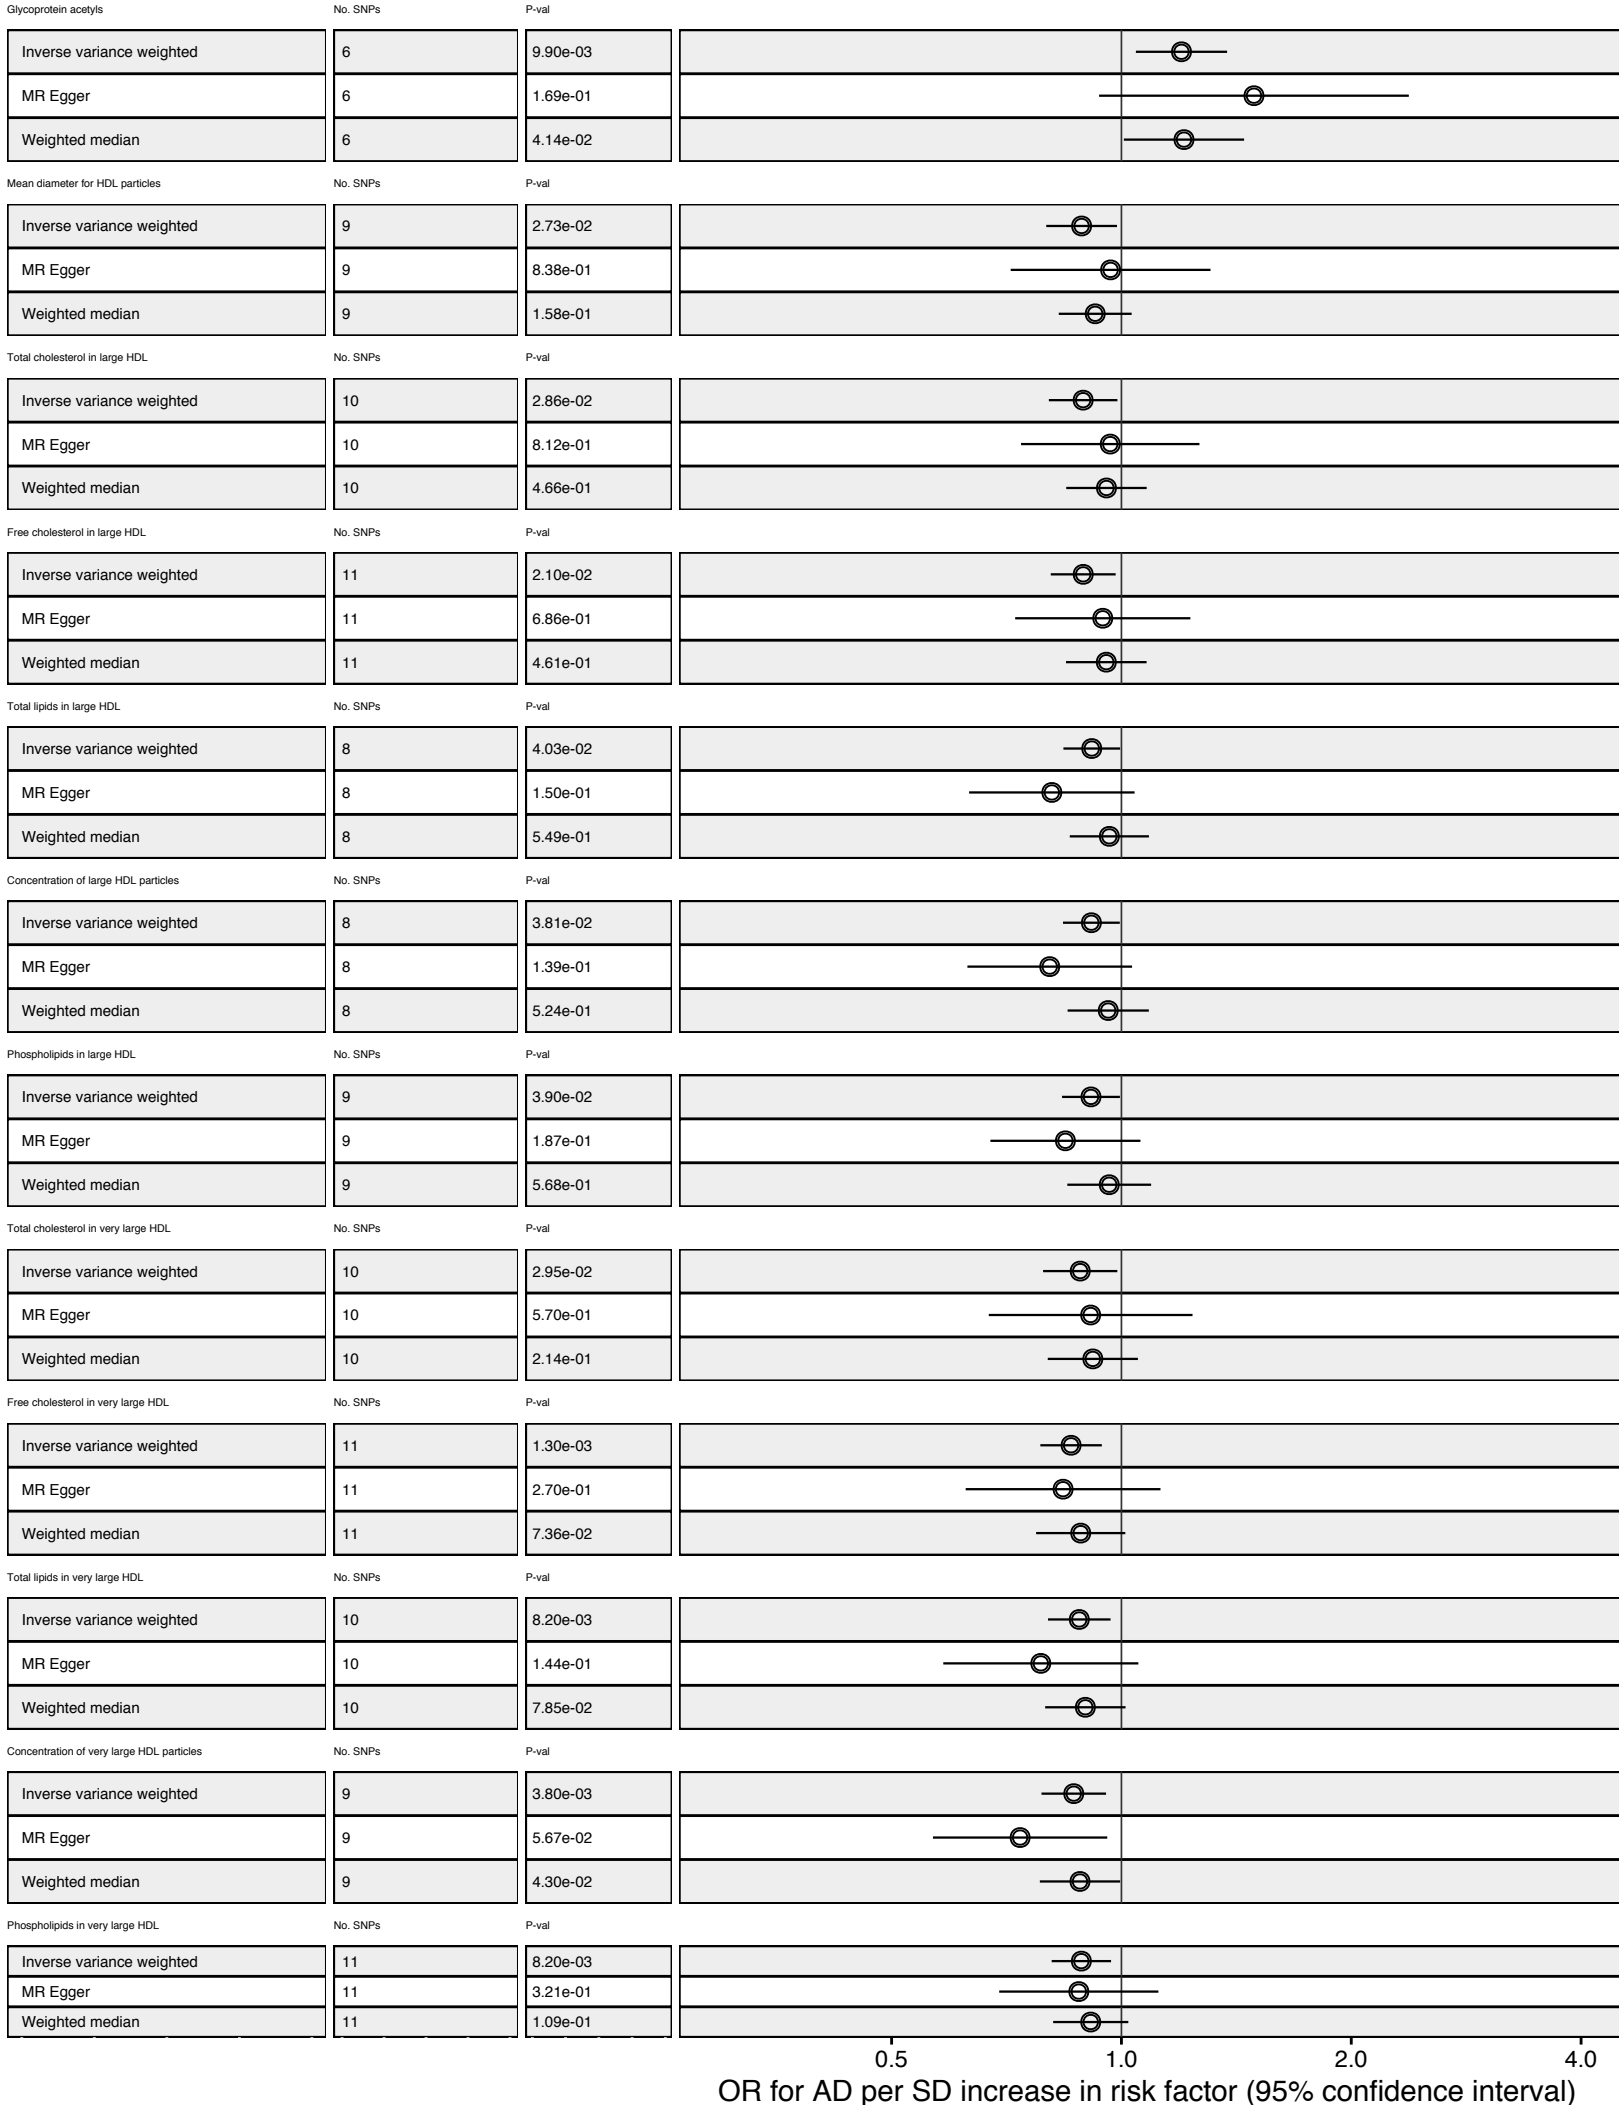 Glycoprotein acetyls No. SNPs P-val
Inverse variance weighted 6 9.90e-03
MR Egger 6 1.69e-01
Weighted median 6 4.14e-02
Mean diameter for HDL particles No. SNPs P-val
Inverse variance weighted 9 2.73e-02
MR Egger 9 8.38e-01
Weighted median 9 1.58e-01
Total cholesterol in large HDL No. SNPs P-val
Inverse variance weighted 10 2.86e-02
MR Egger 10 8.12e-01
Weighted median 10 4.66e-01
Free cholesterol in large HDL No. SNPs P-val
Inverse variance weighted 11 2.10e-02
MR Egger 11 6.86e-01
Weighted median 11 4.61e-01
Total lipids in large HDL No. SNPs P-val
Inverse variance weighted 8 4.03e-02
MR Egger 8 1.50e-01
Weighted median 8 5.49e-01
Concentration of large HDL particles No. SNPs P-val
Inverse variance weighted 8 3.81e-02
MR Egger 8 1.39e-01
Weighted median 8 5.24e-01
Phospholipids in large HDL No. SNPs P-val
Inverse variance weighted 9 3.90e-02
MR Egger 9 1.87e-01
Weighted median 9 5.68e-01
Total cholesterol in very large HDL No. SNPs P-val
Inverse variance weighted 10 2.95e-02
MR Egger 10 5.70e-01
Weighted median 10 2.14e-01
Free cholesterol in very large HDL No. SNPs P-val
Inverse variance weighted 11 1.30e-03
MR Egger 11 2.70e-01
Weighted median 11 7.36e-02
Total lipids in very large HDL No. SNPs P-val
Inverse variance weighted 10 8.20e-03
MR Egger 10 1.44e-01
Weighted median 10 7.85e-02
Concentration of very large HDL particles No. SNPs P-val
Inverse variance weighted 9 3.80e-03
MR Egger 9 5.67e-02
Weighted median 9 4.30e-02
Phospholipids in very large HDL No. SNPs P-val
Inverse variance weighted 11 8.20e-03
MR Egger 11 3.21e-01
Weighted median 11 1.09e-01
0.5 1.0 2.0 4.0
OR for AD per SD increase in risk factor (95% confidence interval)